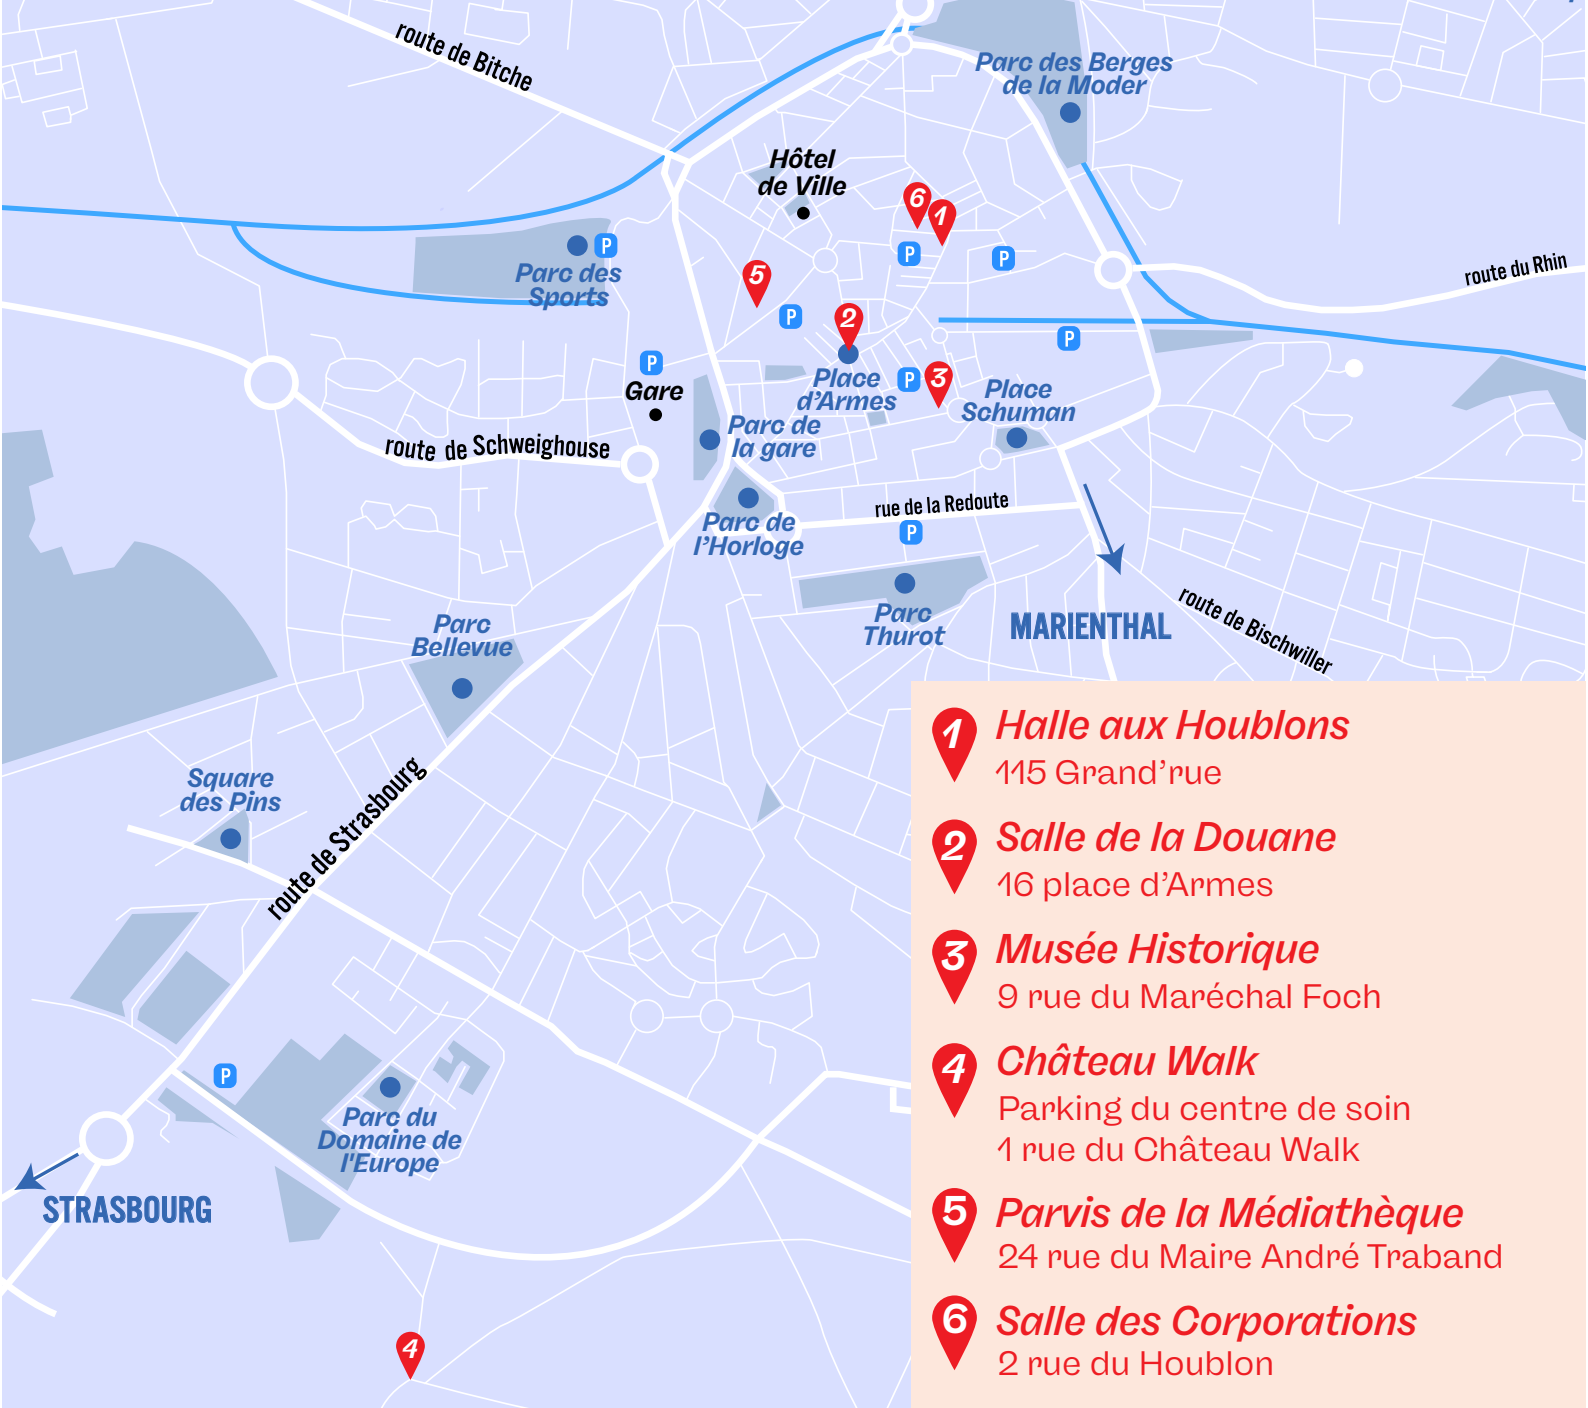 route de Bitche
Parc des Berges
de la Moder
Hôtel
de Ville
6
1
P
P
route du Rhin
P
Parc des
Sports
5
P
2
P
P
Gare
Place
d'Armes
P
3
Place
Schuman
Parc de
la gare
route de Schweighouse
rue de la Redoute
P
Parc de
l'Horloge
Parc
Thurot
MARIENTHAL
route de Bischwiller
Parc
Bellevue
Square
des Pins
route de Strasbourg
P
Parc du
Domaine de
l'Europe
STRASBOURG
4
1 Halle aux Houblons
115 Grand'rue
2 Salle de la Douane
16 place d'Armes
3 Musée Historique
9 rue du Maréchal Foch
4 Château Walk
Parking du centre de soin
1 rue du Château Walk
5 Parvis de la Médiathèque
24 rue du Maire André Traband
6 Salle des Corporations
2 rue du Houblon